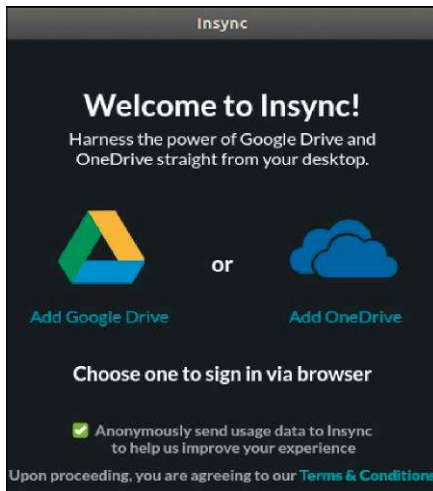 Insync
Welcome to Insync!
Harness the power of Google Drive and
OneDrive straight from your desktop.
or
Add Google Drive
Add OneDrive
Choose one to sign in via browser
Anonymously send usage data to Insync
to help us improve your experience
Upon proceeding, you are agreeing to our Terms & Conditions